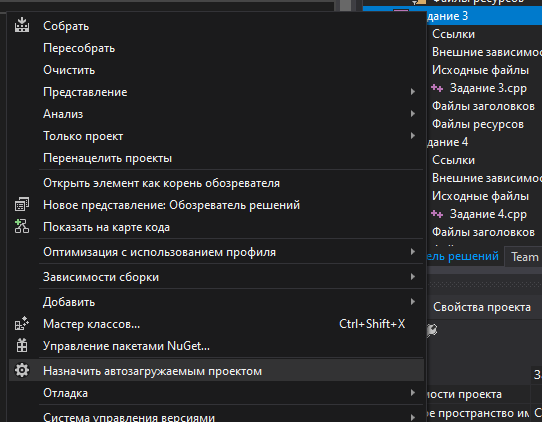 Собрать
Пересобрать
Очистить
Представление
Анализ
Только проект
Перенацелить проекты
Открыть элемент как корень обозревателя
Новое представление: Обозреватель решений
Показать на карте кода
Оптимизация с использованием профиля
Зависимости сборки
Добавить
Мастер классов... Ctrl+Shift+X
Управление пакетами NuGet...
Назначить автозагружаемым проектом
Отладка
Система управления версиями
Файлы ресурсов
дание 3
Ссылки
Внешние зависимос
Исходные файлы
Задание 3.cpp
Файлы заголовков
Файлы ресурсов
дание 4
Ссылки
Внешние зависимос
Исходные файлы
Задание 4.cpp
Файлы заголовков
ель решений Team
Свойства проекта
мости проекта
ое пространство им